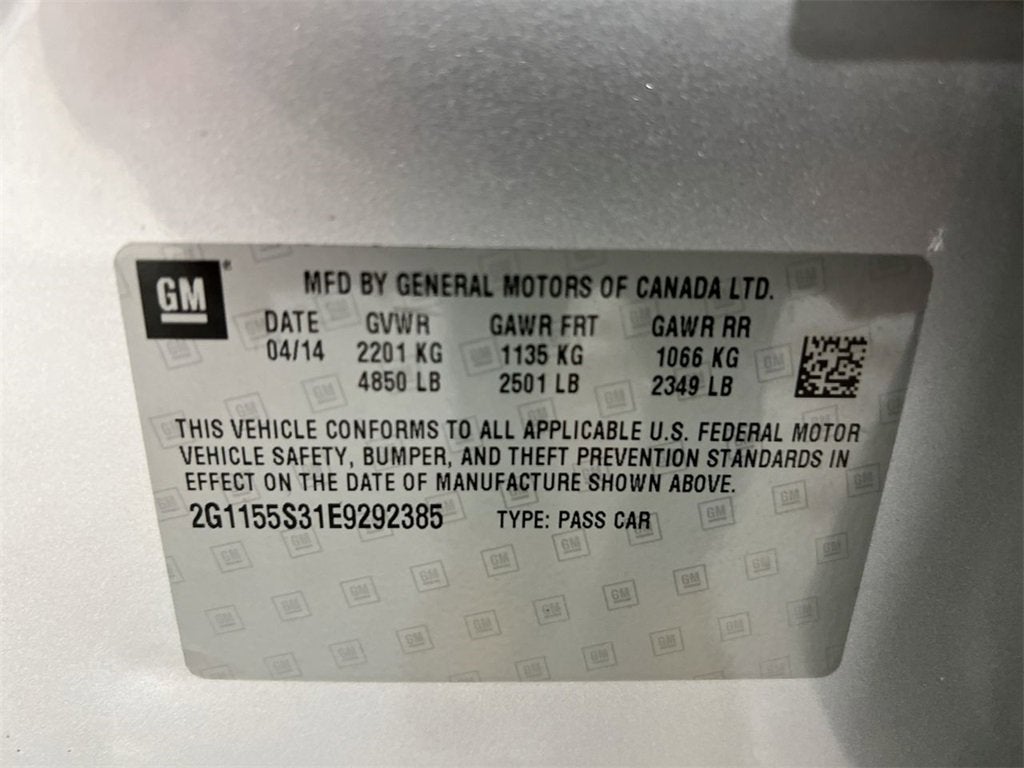 GM®
MFD BY GENERAL MOTORS OF CANADA LTD.
DATE GVWR GAWR FRT GAWR RR
04/14 2201 KG 1135 KG 1066 KG
4850 LB 2501 LB 2349 LB
THIS VEHICLE CONFORMS TO ALL APPLICABLE U.S. FEDERAL MOTOR
VEHICLE SAFETY, BUMPER, AND THEFT PREVENTION STANDARDS IN
EFFECT ON THE DATE OF MANUFACTURE SHOWN ABOVE.
2G1155S31E9292385 TYPE: PASS CAR